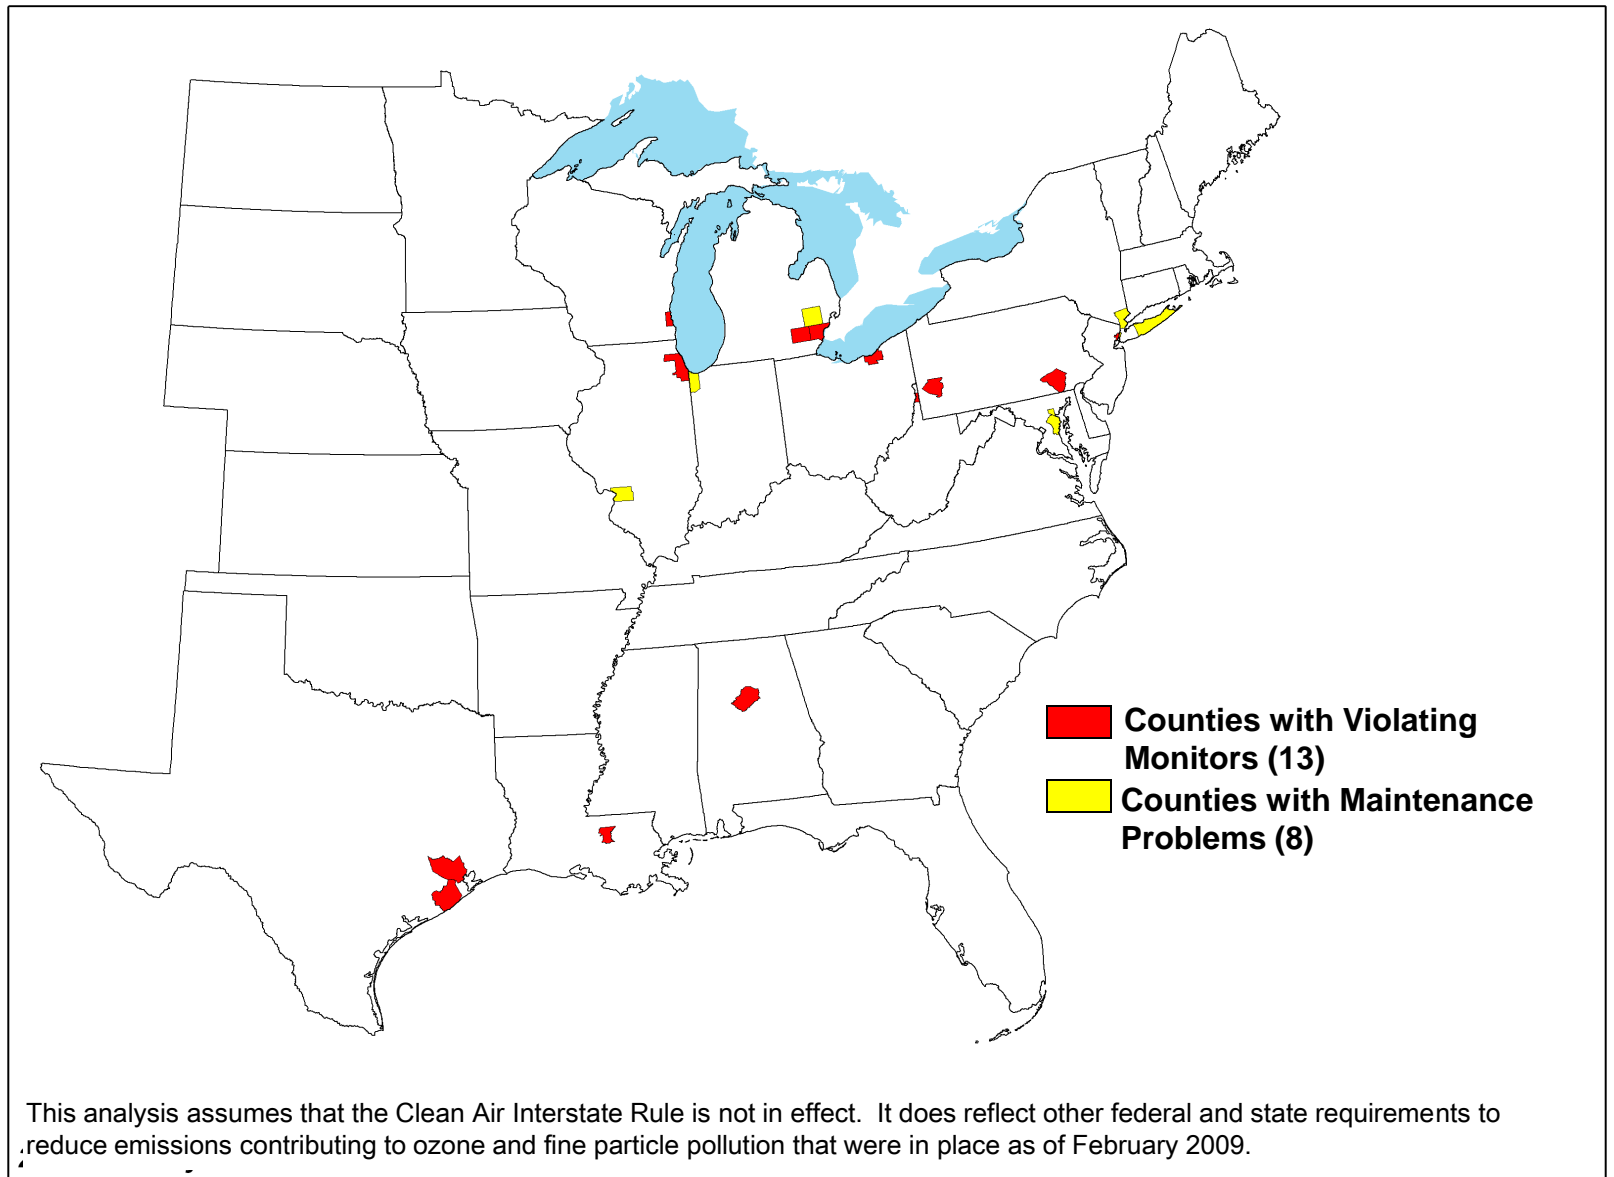 Counties with Violating
Monitors (13)
Counties with Maintenance
Problems (8)
This analysis assumes that the Clean Air Interstate Rule is not in effect.  It does reflect other federal and state requirements to
reduce emissions contributing to ozone and fine particle pollution that were in place as of February 2009.